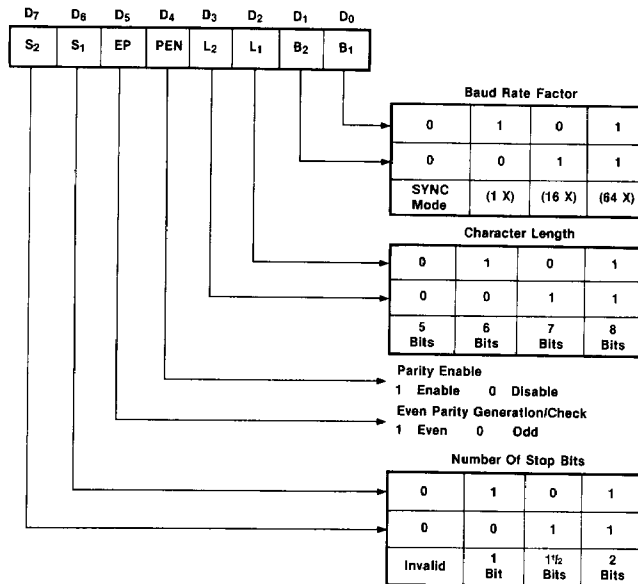 D7 D6 D5 D4 D3 D2 D1 D0
S2 S1 EP PEN L2 L1 B2 B1
Baud Rate Factor
0 1 0 1
0 0 1 1
SYNC Mode (1 X) (16 X) (64 X)
Character Length
0 1 0 1
0 0 1 1
5 Bits 6 Bits 7 Bits 8 Bits
Parity Enable
1 Enable 0 Disable
Even Parity Generation/Check
1 Even 0 Odd
Number Of Stop Bits
0 1 0 1
0 0 1 1
Invalid 1 Bit 1 1/2 Bits 2 Bits